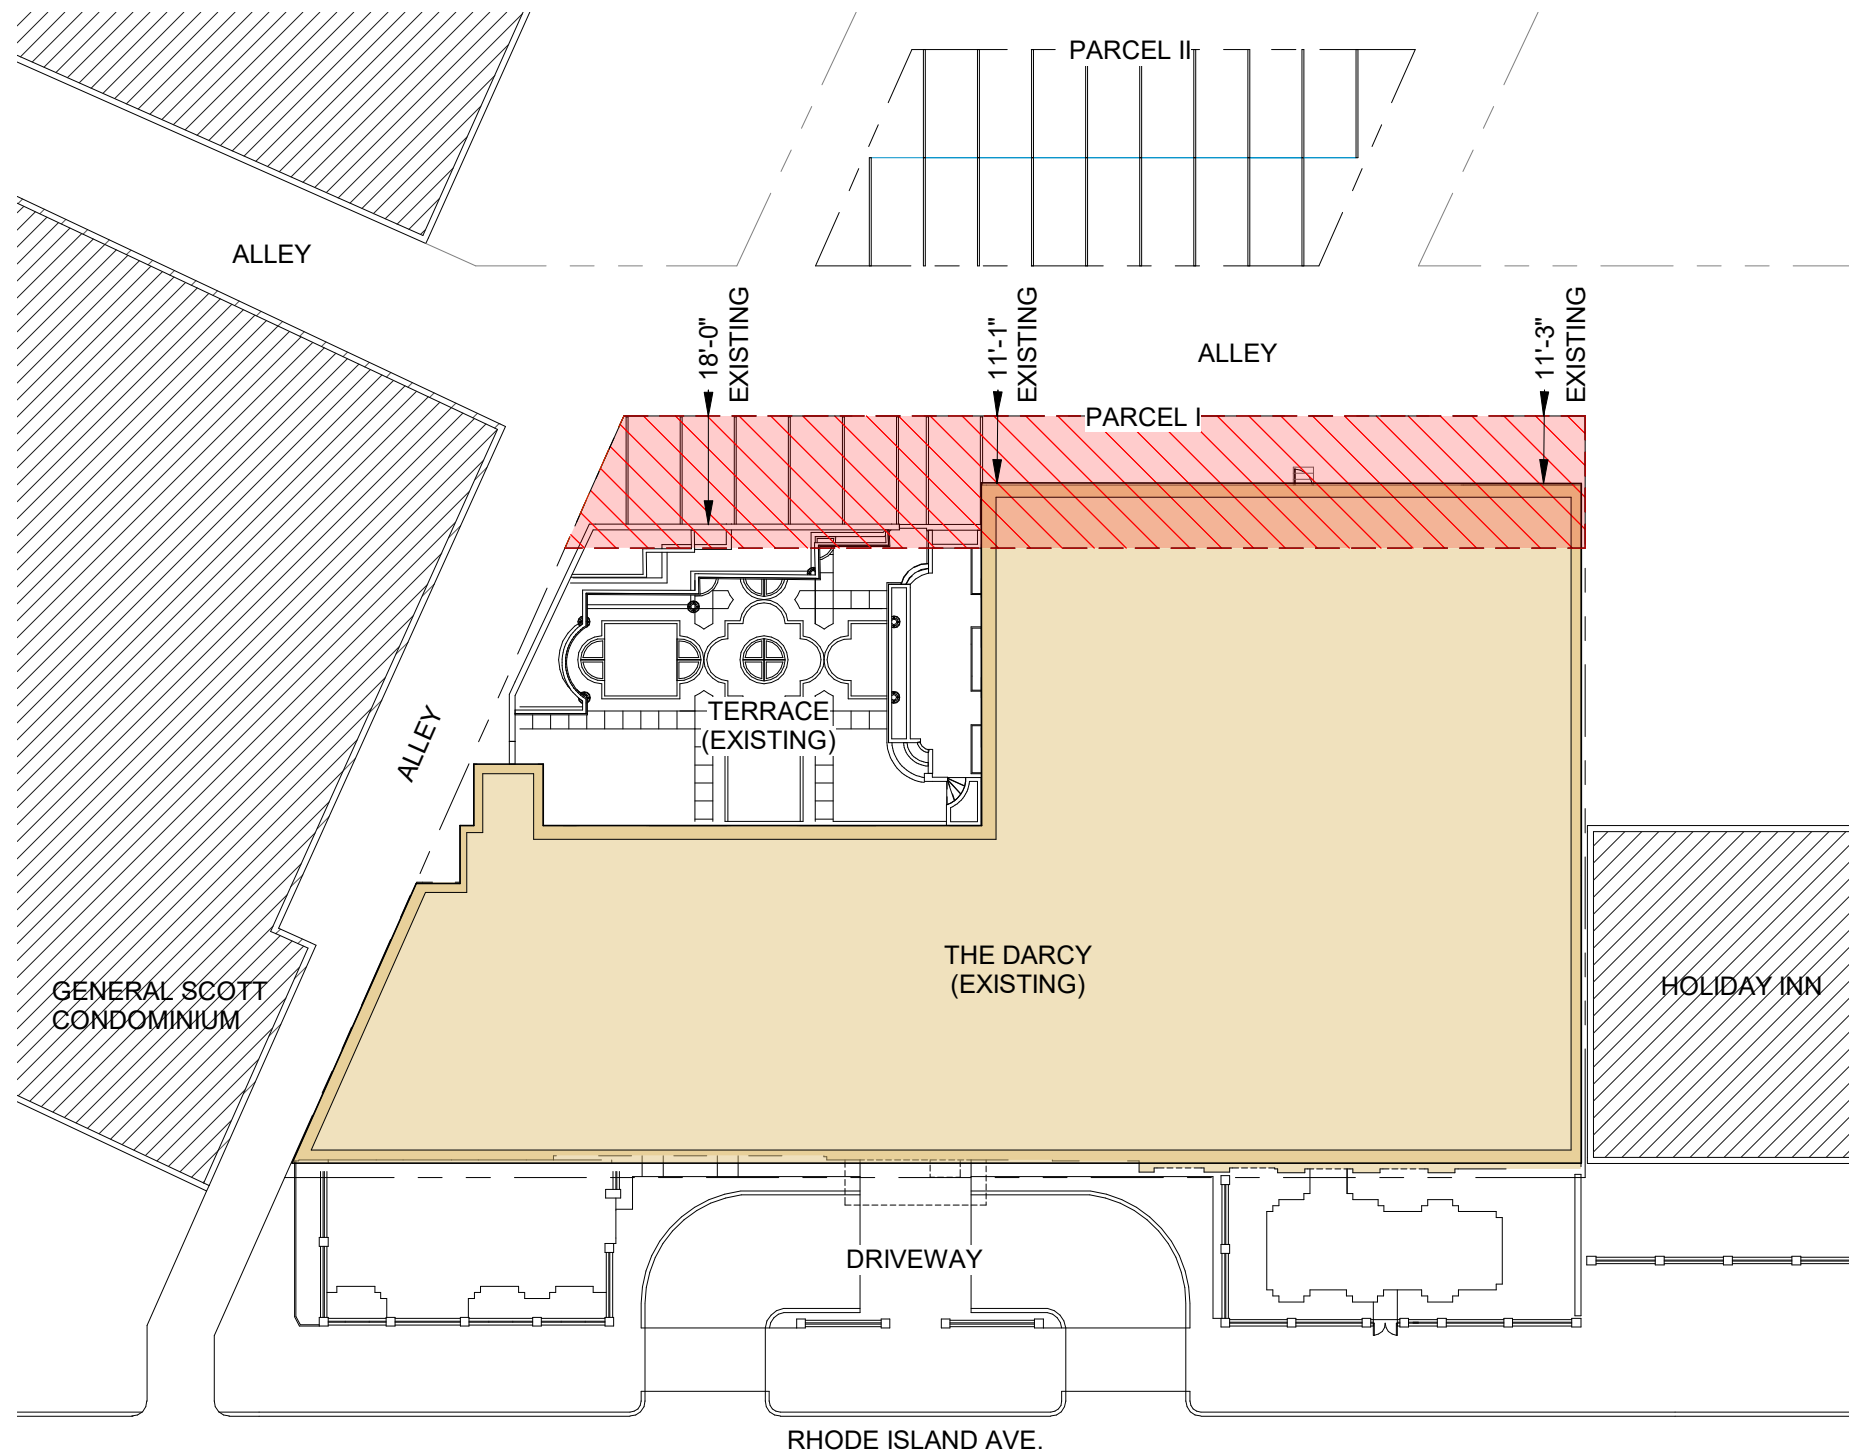 PARCEL II
ALLEY
18'-0"
EXISTING
11'-1"
EXISTING
ALLEY
11'-3"
EXISTING
PARCEL I
ALLEY
TERRACE
(EXISTING)
THE DARCY
(EXISTING)
GENERAL SCOTT
CONDOMINIUM
HOLIDAY INN
DRIVEWAY
RHODE ISLAND AVE.